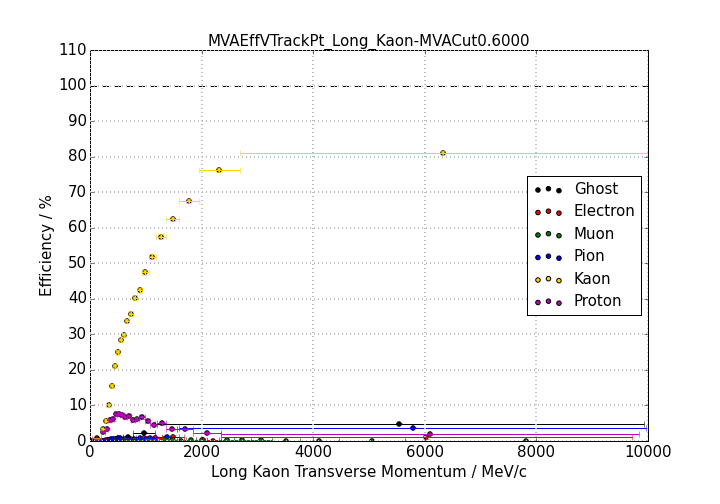 MVAEffVTrackPt_Long_Kaon-MVACut0.6000
110
100
90
80
70
60
50
40
30
20
10
0
Efficiency / %
Ghost
Electron
Muon
Pion
Kaon
Proton
0 2000 4000 6000 8000 10000
Long Kaon Transverse Momentum / MeV/c